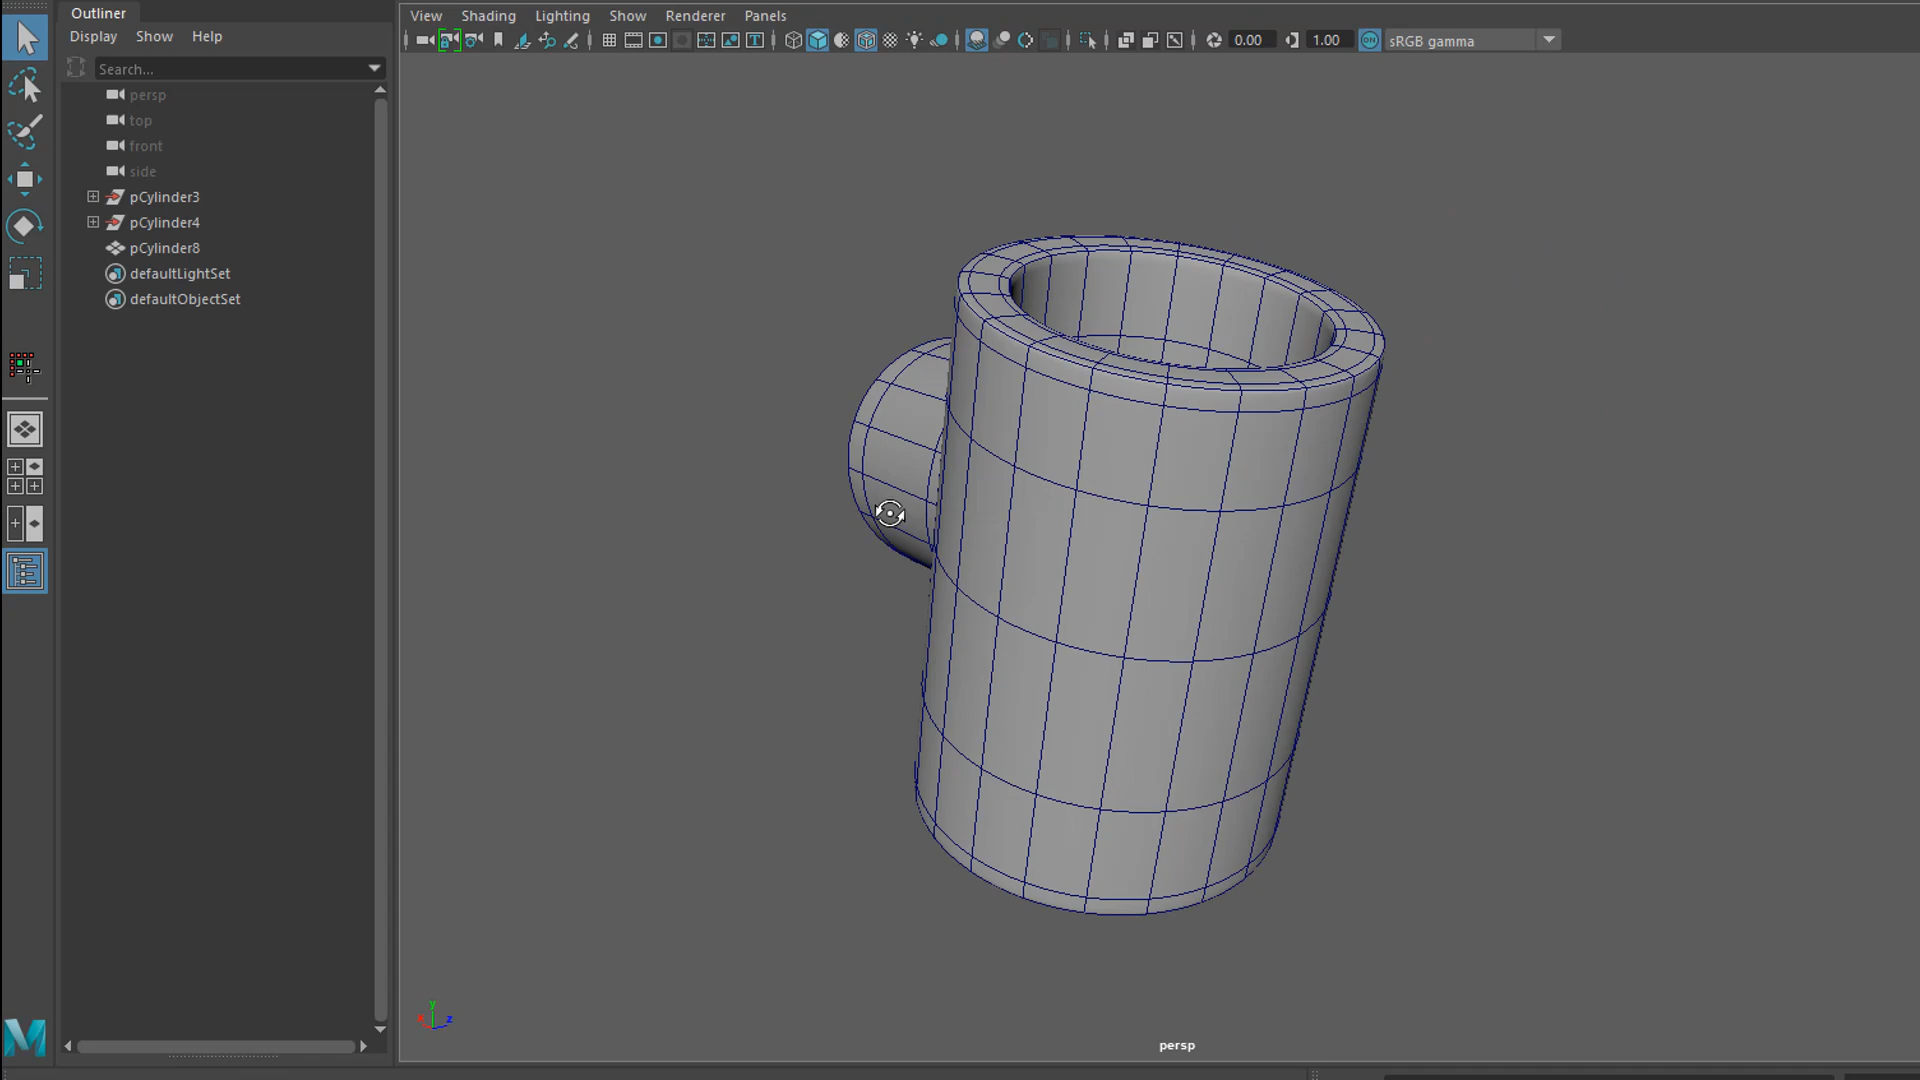 Outliner
Display Show Help
Search...
persp
top
front
side
pCylinder3
pCylinder4
pCylinder8
defaultLightSet
defaultObjectSet
View Shading Lighting Show Renderer Panels
0.00 1.00 ON sRGB gamma
y
z
persp
M